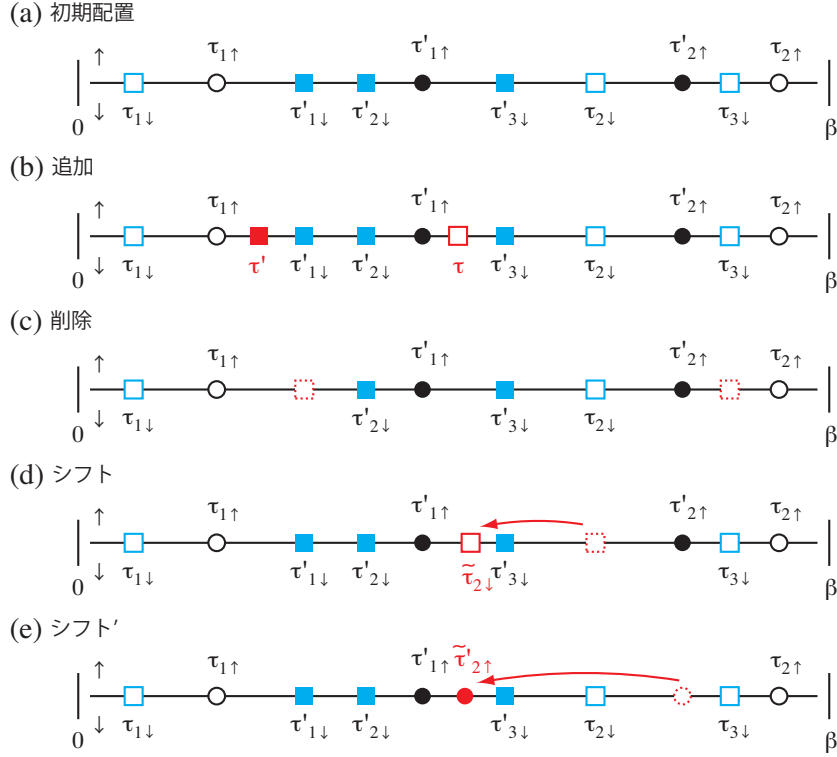 (a) 初期配置
τ1↑ τ'1↑ τ'2↑ τ2↑
↑
↓
0 τ1↓ τ'1↓ τ'2↓ τ'3↓ τ2↓ τ3↓ β
(b) 追加
τ1↑ τ'1↑ τ'2↑ τ2↑
↑
↓
0 τ1↓ τ' τ'1↓ τ'2↓ τ τ'3↓ τ2↓ τ3↓ β
(c) 削除
τ1↑ τ'1↑ τ'2↑ τ2↑
↑
↓
0 τ1↓ τ'2↓ τ'3↓ τ2↓ τ3↓ β
(d) シフト
τ1↑ τ'1↑ τ'2↑ τ2↑
↑
↓
0 τ1↓ τ'1↓ τ'2↓ τ̃2↓ τ'3↓ τ3↓ β
(e) シフト′
τ1↑ τ'1↑ τ̃'2↑ τ2↑
↑
↓
0 τ1↓ τ'1↓ τ'2↓ τ'3↓ τ2↓ τ3↓ β